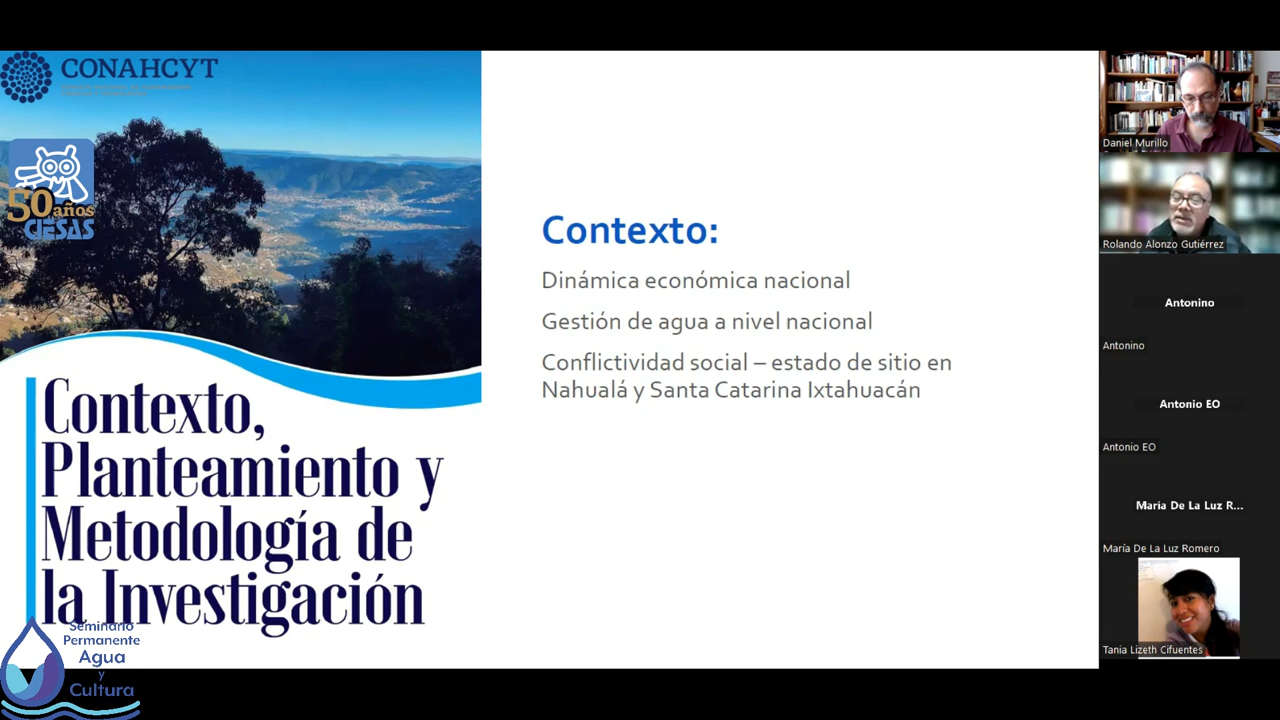 CONAHCYT
50 años
CIESAS
Contexto,
Planteamiento y
Metodología de
la Investigación
Seminario
Permanente
Agua
y
Cultura
Contexto:
Dinámica económica nacional
Gestión de agua a nivel nacional
Conflictividad social – estado de sitio en
Nahualá y Santa Catarina Ixtahuacán
Daniel Murillo
Rolando Alonzo Gutiérrez
Antonino
Antonino
Antonio EO
Antonio EO
Maria De La Luz R...
María De La Luz Romero
Tania Lizeth Cifuentes